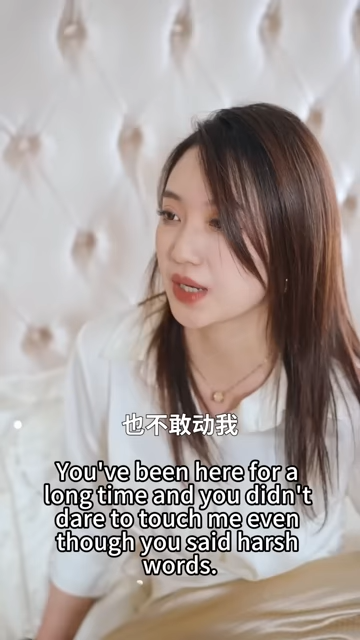 也不敢动我
You've been here for a
long time and you didn't
dare to touch me even
though you said harsh
words.